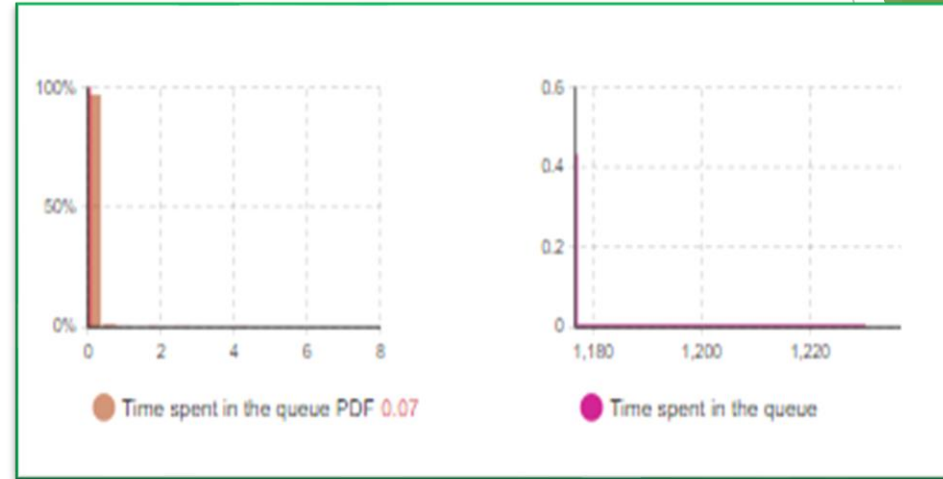 100%
50%
0%
0 2 4 6 8
Time spent in the queue PDF 0.07
0.6
0.4
0.2
0
1,180 1,200 1,220
Time spent in the queue